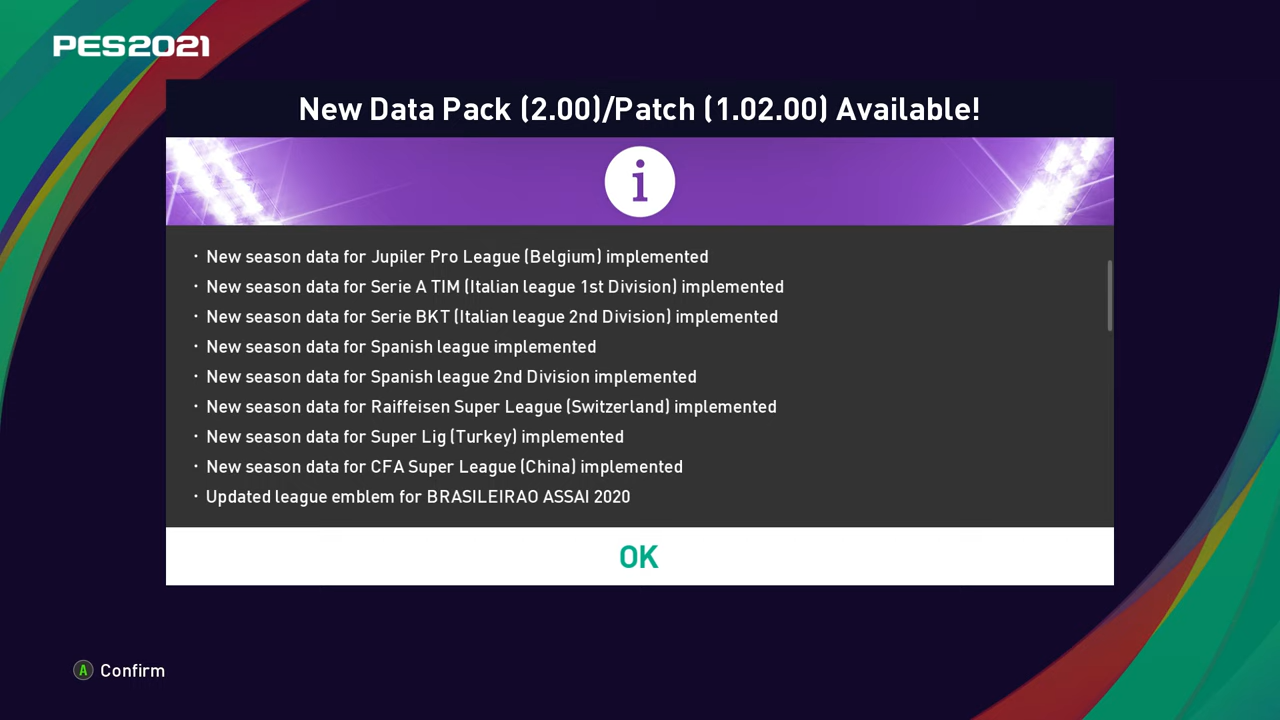 PES2021
New Data Pack (2.00)/Patch (1.02.00) Available!
i
· New season data for Jupiler Pro League (Belgium) implemented
· New season data for Serie A TIM (Italian league 1st Division) implemented
· New season data for Serie BKT (Italian league 2nd Division) implemented
· New season data for Spanish league implemented
· New season data for Spanish league 2nd Division implemented
· New season data for Raiffeisen Super League (Switzerland) implemented
· New season data for Super Lig (Turkey) implemented
· New season data for CFA Super League (China) implemented
· Updated league emblem for BRASILEIRAO ASSAI 2020
OK
A Confirm